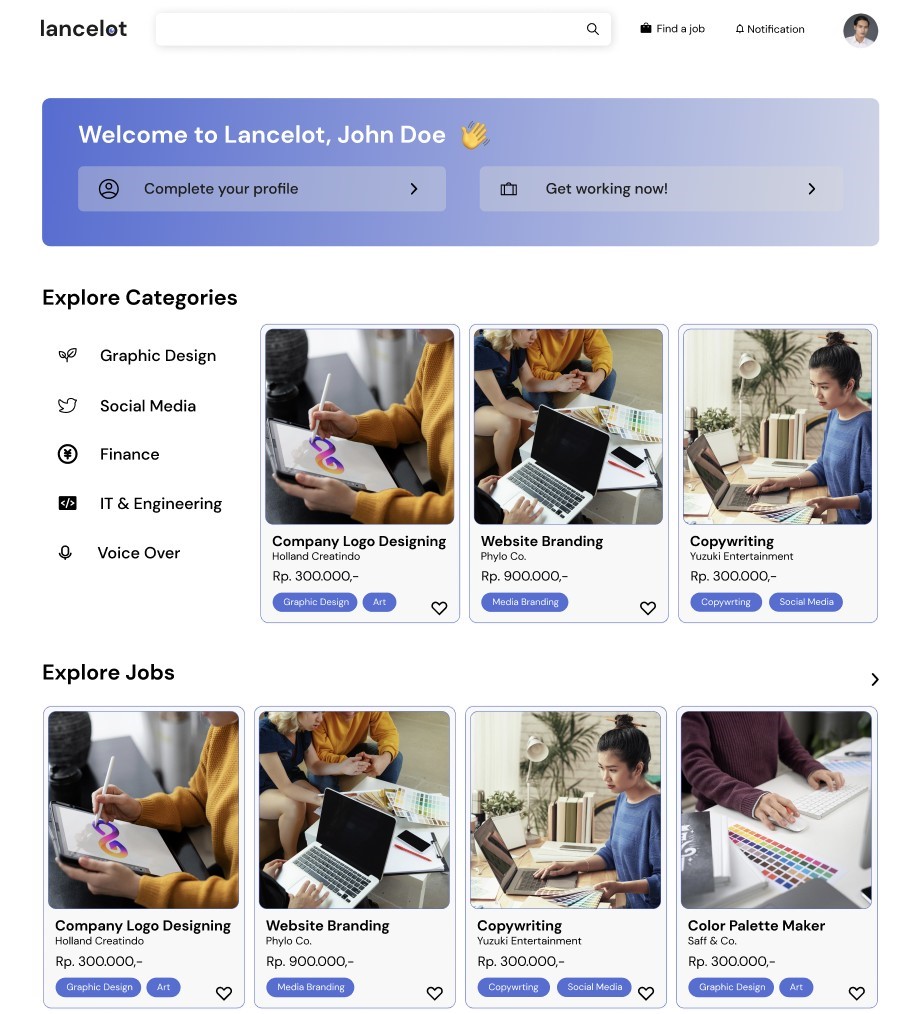 lancelot
Find a job
Notification
Welcome to Lancelot, John Doe 👋
Complete your profile
Get working now!
Explore Categories
Graphic Design
Social Media
Finance
IT & Engineering
Voice Over
Company Logo Designing
Holland Creatindo
Rp. 300.000,-
Graphic Design
Art
Website Branding
Phylo Co.
Rp. 900.000,-
Media Branding
Copywriting
Yuzuki Entertainment
Rp. 300.000,-
Copywrting
Social Media
Explore Jobs
Company Logo Designing
Holland Creatindo
Rp. 300.000,-
Graphic Design
Art
Website Branding
Phylo Co.
Rp. 900.000,-
Media Branding
Copywriting
Yuzuki Entertainment
Rp. 300.000,-
Copywrting
Social Media
Color Palette Maker
Saff & Co.
Rp. 300.000,-
Graphic Design
Art